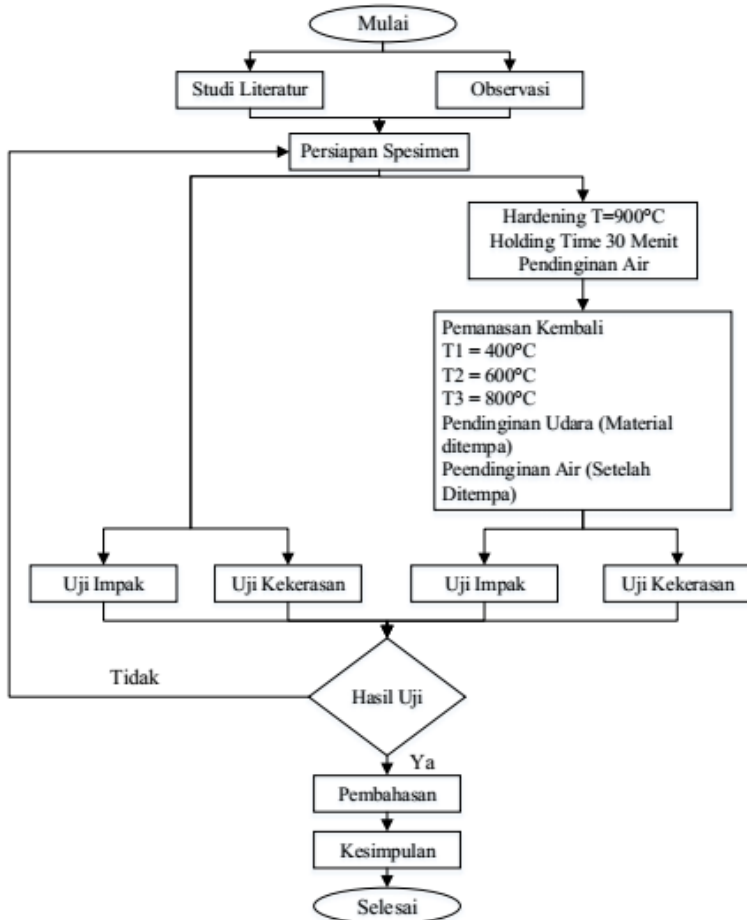 Mulai
Studi Literatur
Observasi
Persiapan Spesimen
Hardening T=900°C
Holding Time 30 Menit
Pendinginan Air
Pemanasan Kembali
T1 = 400°C
T2 = 600°C
T3 = 800°C
Pendinginan Udara (Material
ditempa)
Peendinginan Air (Setelah
Ditempa)
Uji Impak
Uji Kekerasan
Uji Impak
Uji Kekerasan
Tidak
Hasil Uji
Ya
Pembahasan
Kesimpulan
Selesai